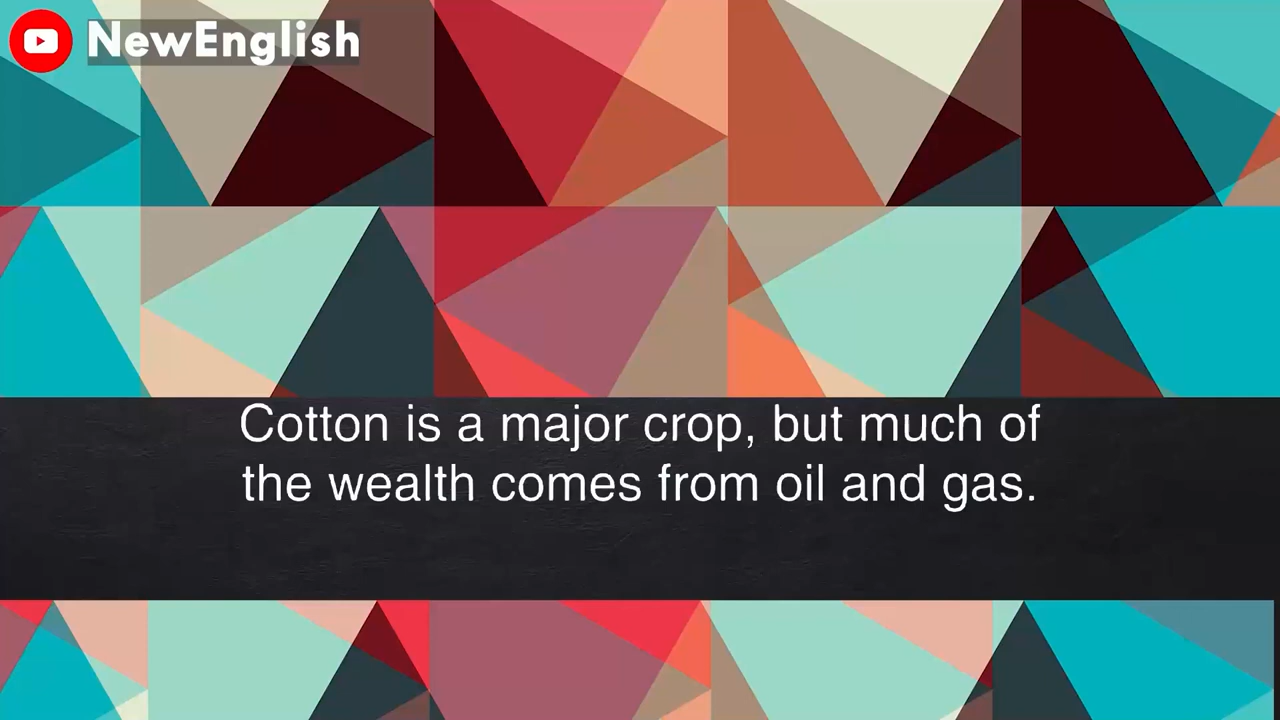 NewEnglish
Cotton is a major crop, but much of
the wealth comes from oil and gas.